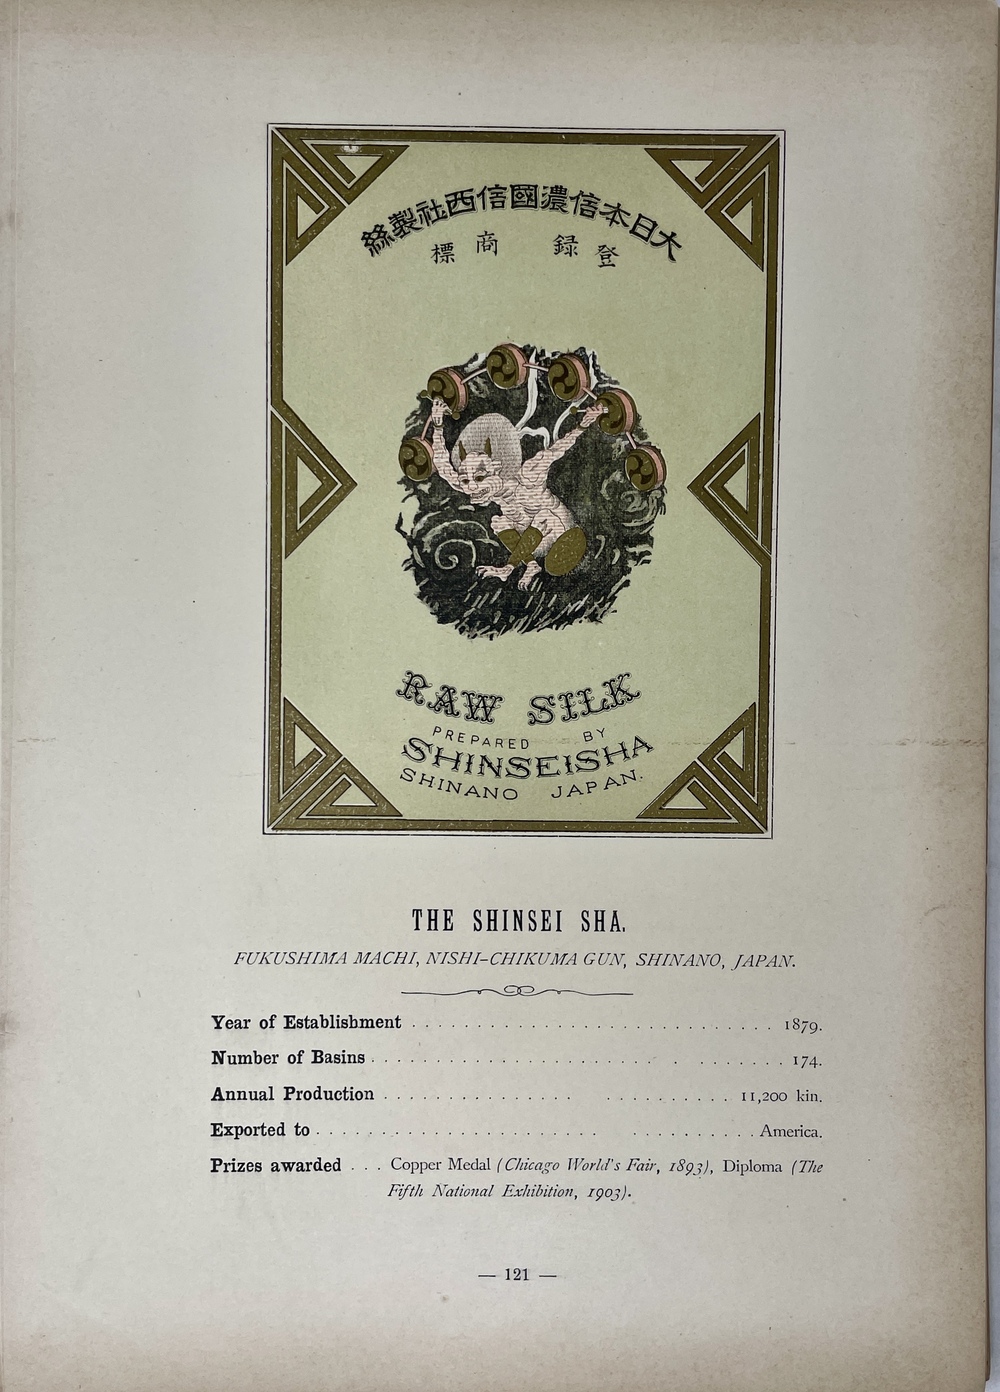 大日本信濃國信西社製絲
登録商標
RAW SILK
PREPARED BY
SHINSEISHA
SHINANO JAPAN.
THE SHINSEI SHA.
FUKUSHIMA MACHI, NISHI-CHIKUMA GUN, SHINANO, JAPAN.
Year of Establishment . . . . . . . . . . . . . . . . . . . . . . . . . . . . 1879.
Number of Basins . . . . . . . . . . . . . . . . . . . . . . . . . . . . . . 174.
Annual Production . . . . . . . . . . . . . . . . . . . . . . . . . 11,200 kin.
Exported to . . . . . . . . . . . . . . . . . . . . . . . . . . . . . . . . America.
Prizes awarded . . . Copper Medal (Chicago World's Fair, 1893), Diploma (The
Fifth National Exhibition, 1903).
— 121 —